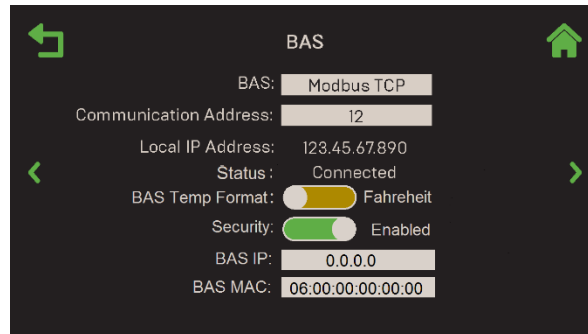 BAS
BAS: Modbus TCP
Communication Address: 12
Local IP Address: 123.45.67.890
Status : Connected
BAS Temp Format: Fahreheit
Security: Enabled
BAS IP: 0.0.0.0
BAS MAC: 06:00:00:00:00:00